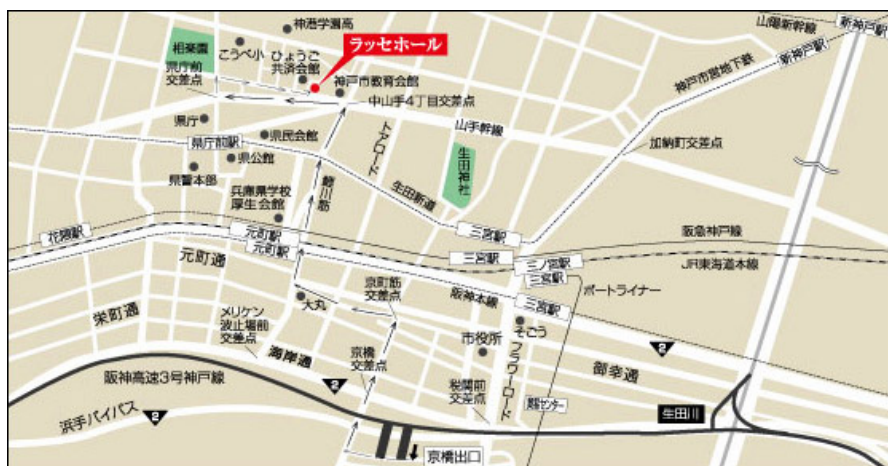 神港学園高
山陽新幹線
新神戸駅
ラッセホール
相楽園
こうべ小
ひょうご
共済会館
県庁前
交差点
神戸市教育会館
神戸市営地下鉄
新神戸駅
中山手4丁目交差点
県庁
県民会館
トアロード
山手幹線
県庁前駅
加納町交差点
県公館
生田神社
県警本部
兵庫県学校
厚生会館
鯉川筋
生田新道
花隈駅
元町駅
元町駅
三宮駅
阪急神戸線
三宮駅
三ノ宮駅
三宮駅
JR東海道本線
元町通
京町筋
交差点
阪神本線
三宮駅
ポートライナー
大丸
栄町通
メリケン
波止場前
交差点
市役所
そごう
フラワーロード
2
海岸通
京橋
交差点
御幸通
阪神高速3号神戸線
2
税関前
交差点
生田川
浜手バイパス
2
京橋出口